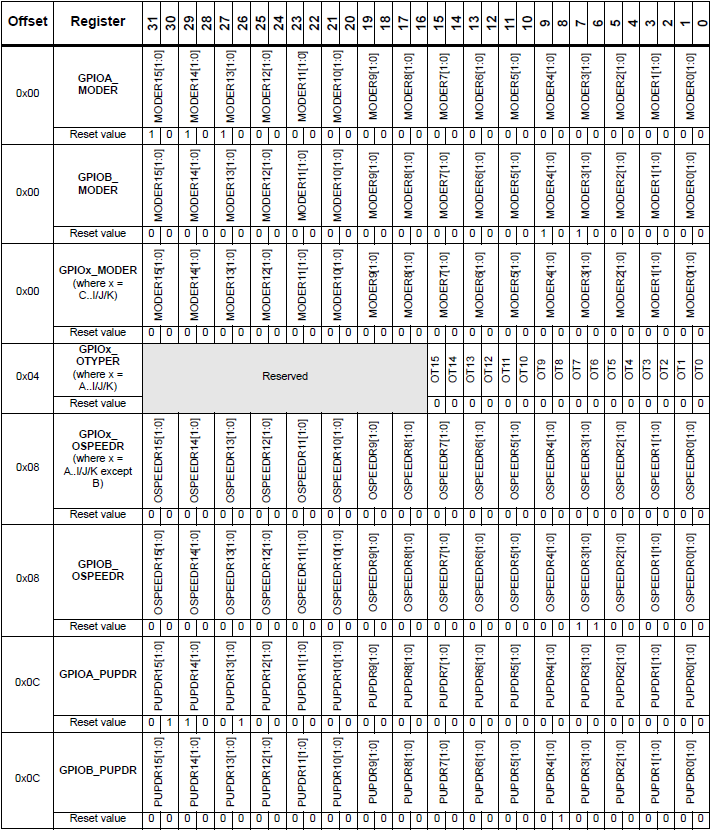 Offset Register 31 30 29 28 27 26 25 24 23 22 21 20 19 18 17 16 15 14 13 12 11 10 9 8 7 6 5 4 3 2 1 0
0x00
GPIOA_
MODER
MODER15[1:0] MODER14[1:0] MODER13[1:0] MODER12[1:0] MODER11[1:0] MODER10[1:0] MODER9[1:0] MODER8[1:0] MODER7[1:0] MODER6[1:0] MODER5[1:0] MODER4[1:0] MODER3[1:0] MODER2[1:0] MODER1[1:0] MODER0[1:0]
Reset value 1 0 1 0 1 0 0 0 0 0 0 0 0 0 0 0 0 0 0 0 0 0 0 0 0 0 0 0 0 0 0 0
0x00
GPIOB_
MODER
MODER15[1:0] MODER14[1:0] MODER13[1:0] MODER12[1:0] MODER11[1:0] MODER10[1:0] MODER9[1:0] MODER8[1:0] MODER7[1:0] MODER6[1:0] MODER5[1:0] MODER4[1:0] MODER3[1:0] MODER2[1:0] MODER1[1:0] MODER0[1:0]
Reset value 0 0 0 0 0 0 0 0 0 0 0 0 0 0 0 0 0 0 0 0 0 0 1 0 1 0 0 0 0 0 0 0
0x00
GPIOx_MODER
(where x =
C..I/J/K)
MODER15[1:0] MODER14[1:0] MODER13[1:0] MODER12[1:0] MODER11[1:0] MODER10[1:0] MODER9[1:0] MODER8[1:0] MODER7[1:0] MODER6[1:0] MODER5[1:0] MODER4[1:0] MODER3[1:0] MODER2[1:0] MODER1[1:0] MODER0[1:0]
Reset value 0 0 0 0 0 0 0 0 0 0 0 0 0 0 0 0 0 0 0 0 0 0 0 0 0 0 0 0 0 0 0 0
0x04
GPIOx_
OTYPER
(where x =
A..I/J/K)
Reserved
OT15 OT14 OT13 OT12 OT11 OT10 OT9 OT8 OT7 OT6 OT5 OT4 OT3 OT2 OT1 OT0
Reset value 0 0 0 0 0 0 0 0 0 0 0 0 0 0 0 0
0x08
GPIOx_
OSPEEDR
(where x =
A..I/J/K except
B)
OSPEEDR15[1:0] OSPEEDR14[1:0] OSPEEDR13[1:0] OSPEEDR12[1:0] OSPEEDR11[1:0] OSPEEDR10[1:0] OSPEEDR9[1:0] OSPEEDR8[1:0] OSPEEDR7[1:0] OSPEEDR6[1:0] OSPEEDR5[1:0] OSPEEDR4[1:0] OSPEEDR3[1:0] OSPEEDR2[1:0] OSPEEDR1[1:0] OSPEEDR0[1:0]
Reset value 0 0 0 0 0 0 0 0 0 0 0 0 0 0 0 0 0 0 0 0 0 0 0 0 0 0 0 0 0 0 0 0
0x08
GPIOB_
OSPEEDR
OSPEEDR15[1:0] OSPEEDR14[1:0] OSPEEDR13[1:0] OSPEEDR12[1:0] OSPEEDR11[1:0] OSPEEDR10[1:0] OSPEEDR9[1:0] OSPEEDR8[1:0] OSPEEDR7[1:0] OSPEEDR6[1:0] OSPEEDR5[1:0] OSPEEDR4[1:0] OSPEEDR3[1:0] OSPEEDR2[1:0] OSPEEDR1[1:0] OSPEEDR0[1:0]
Reset value 0 0 0 0 0 0 0 0 0 0 0 0 0 0 0 0 0 0 0 0 0 0 0 0 1 1 0 0 0 0 0 0
0x0C
GPIOA_PUPDR
PUPDR15[1:0] PUPDR14[1:0] PUPDR13[1:0] PUPDR12[1:0] PUPDR11[1:0] PUPDR10[1:0] PUPDR9[1:0] PUPDR8[1:0] PUPDR7[1:0] PUPDR6[1:0] PUPDR5[1:0] PUPDR4[1:0] PUPDR3[1:0] PUPDR2[1:0] PUPDR1[1:0] PUPDR0[1:0]
Reset value 0 1 1 0 0 1 0 0 0 0 0 0 0 0 0 0 0 0 0 0 0 0 0 0 0 0 0 0 0 0 0 0
0x0C
GPIOB_PUPDR
PUPDR15[1:0] PUPDR14[1:0] PUPDR13[1:0] PUPDR12[1:0] PUPDR11[1:0] PUPDR10[1:0] PUPDR9[1:0] PUPDR8[1:0] PUPDR7[1:0] PUPDR6[1:0] PUPDR5[1:0] PUPDR4[1:0] PUPDR3[1:0] PUPDR2[1:0] PUPDR1[1:0] PUPDR0[1:0]
Reset value 0 0 0 0 0 0 0 0 0 0 0 0 0 0 0 0 0 0 0 0 0 0 0 1 0 0 0 0 0 0 0 0